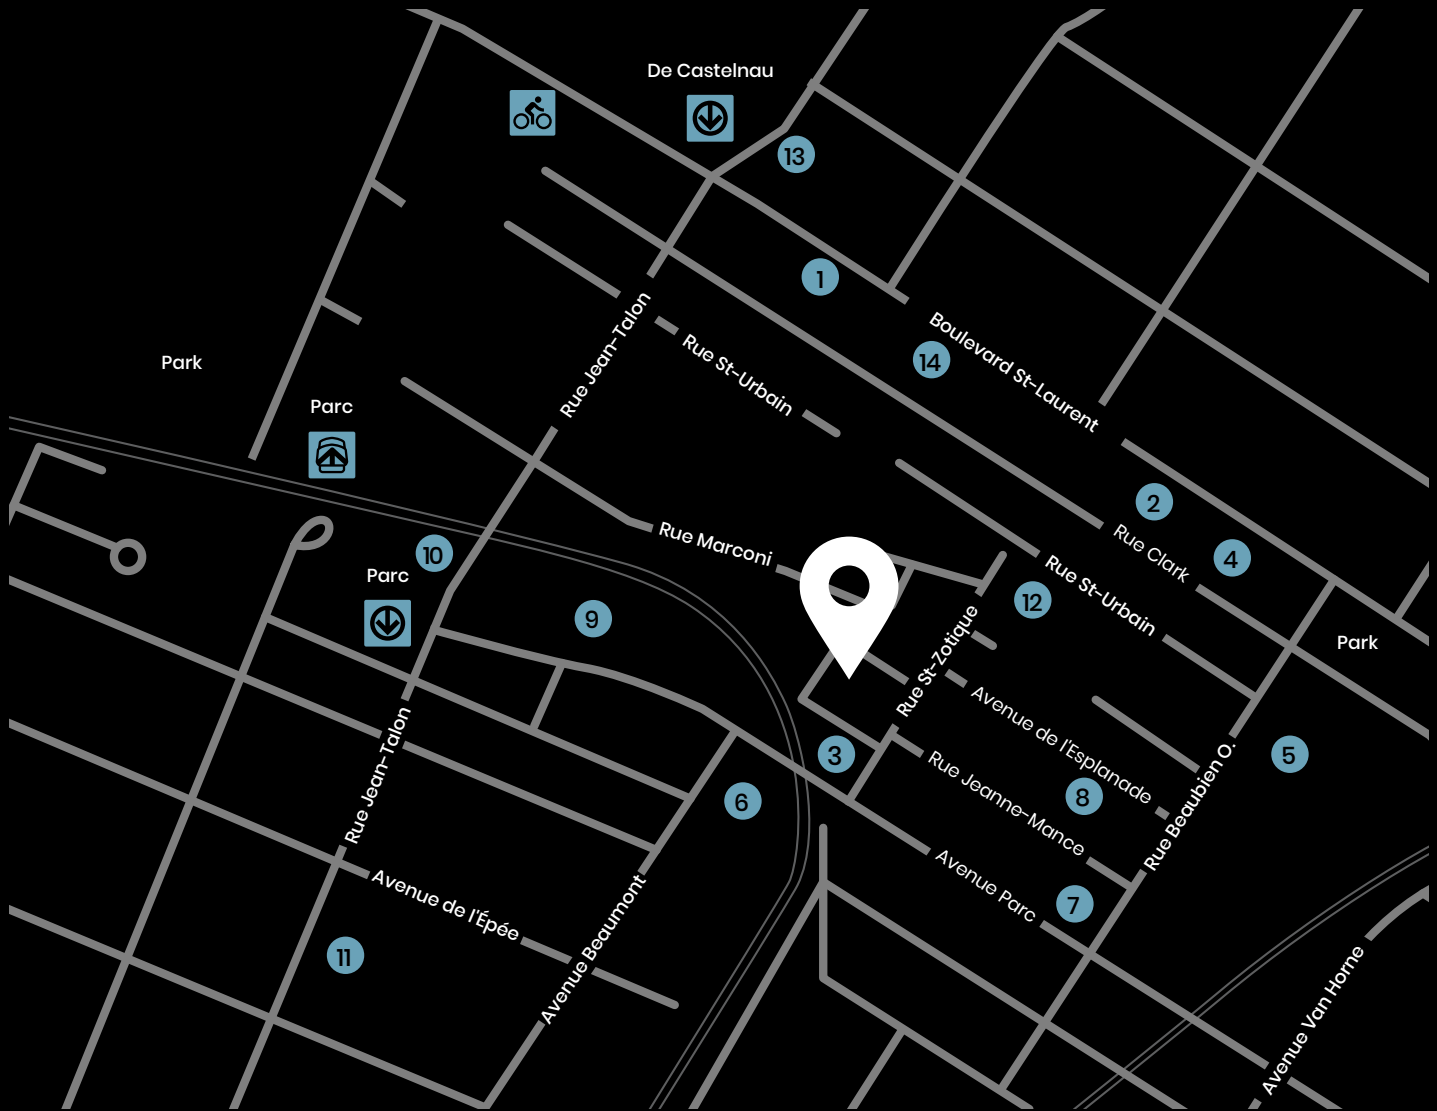 De Castelnau
13
1
Rue Jean-Talon
Boulevard St-Laurent
Rue St-Urbain
14
Park
Parc
2
Rue Marconi
Rue Clark
10
4
Parc
Rue St-Urbain
12
9
Rue St-Zotique
Park
Avenue de l'Esplanade
Rue Jean-Talon
3
5
Rue Jeanne-Mance
8
6
Rue Beaubien O.
Avenue Parc
7
Avenue de l'Épée
Avenue Beaumont
11
Avenue Van Horne